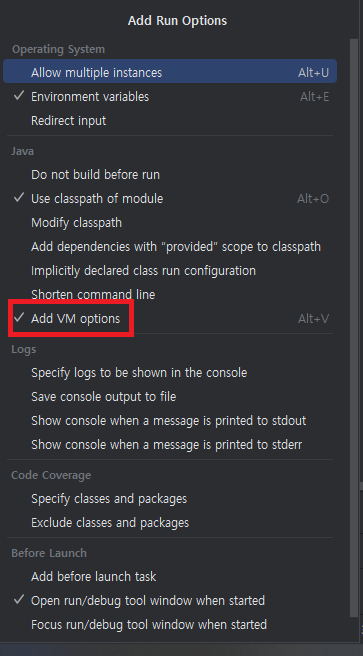 Add Run Options
Operating System
Allow multiple instances Alt+U
Environment variables Alt+E
Redirect input
Java
Do not build before run
Use classpath of module Alt+O
Modify classpath
Add dependencies with "provided" scope to classpath
Implicitly declared class run configuration
Shorten command line
Add VM options Alt+V
Logs
Specify logs to be shown in the console
Save console output to file
Show console when a message is printed to stdout
Show console when a message is printed to stderr
Code Coverage
Specify classes and packages
Exclude classes and packages
Before Launch
Add before launch task
Open run/debug tool window when started
Focus run/debug tool window when started